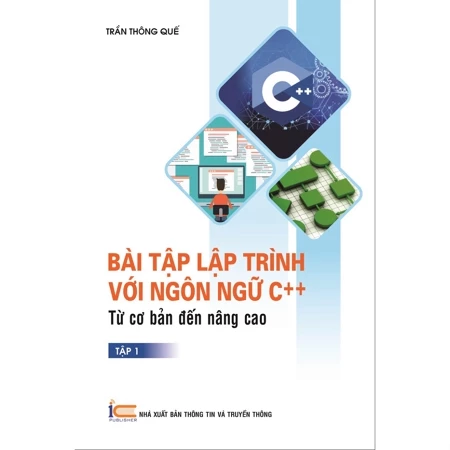 TRẦN THÔNG QUẾ
C++
BÀI TẬP LẬP TRÌNH
VỚI NGÔN NGỮ C++
Từ cơ bản đến nâng cao
TẬP 1
ic
PUBLISHER
NHÀ XUẤT BẢN THÔNG TIN VÀ TRUYỀN THÔNG